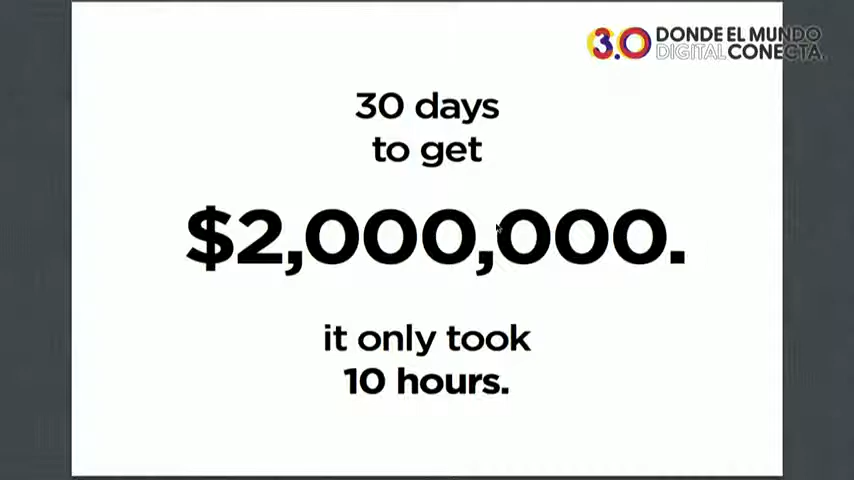 3.0 DONDE EL MUNDO
DIGITAL CONECTA.
30 days
to get
$2,000,000.
it only took
10 hours.